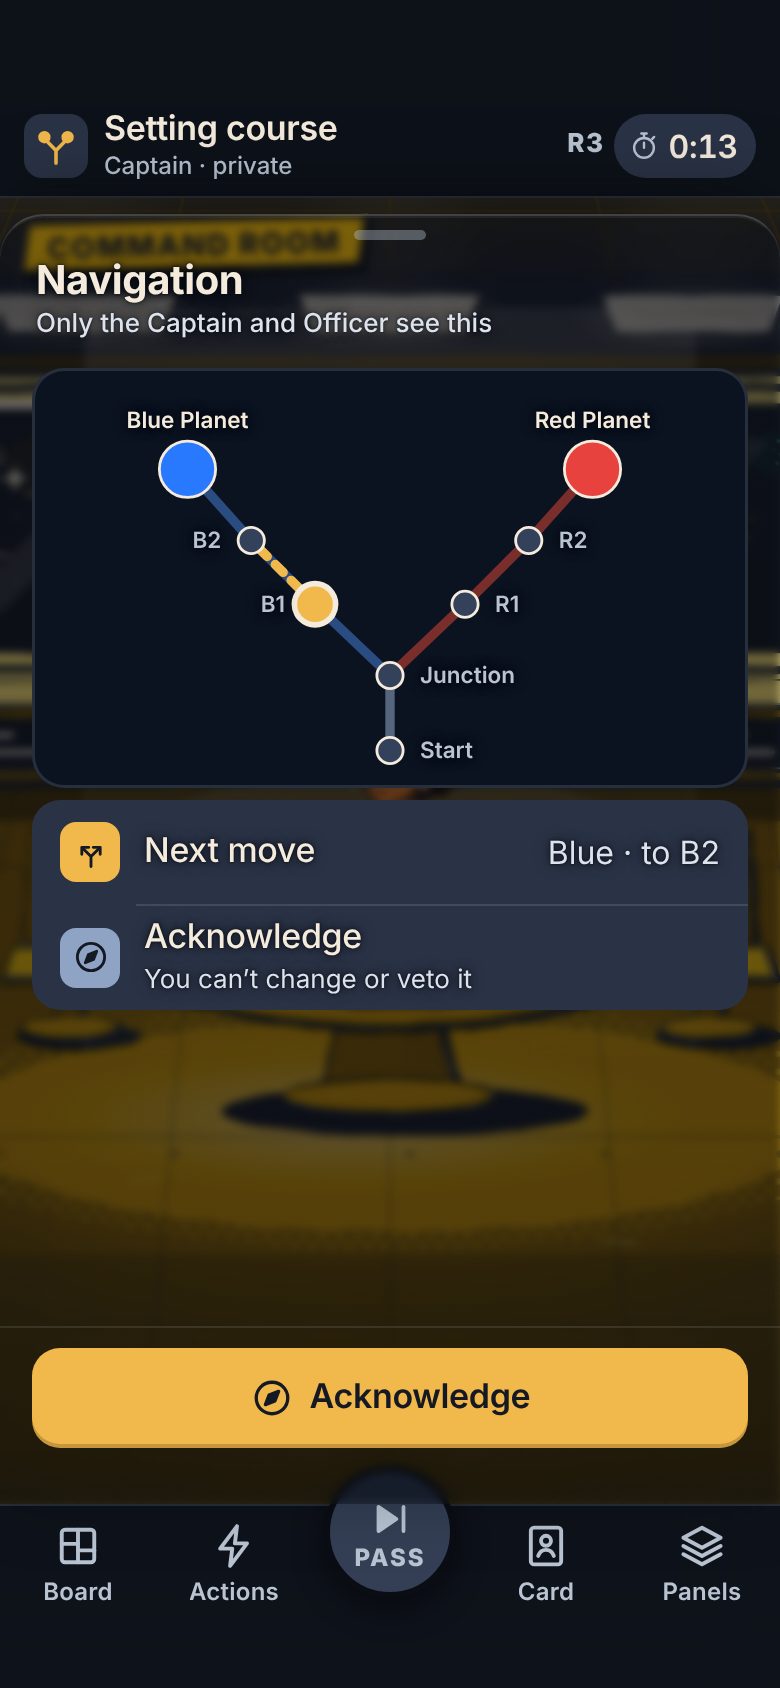 Setting course
Captain · private
R3
0:13
COMMAND ROOM
Navigation
Only the Captain and Officer see this
Blue Planet
Red Planet
B2
R2
B1
R1
Junction
Start
Next move
Blue · to B2
Acknowledge
You can’t change or veto it
Acknowledge
PASS
Board
Actions
Card
Panels